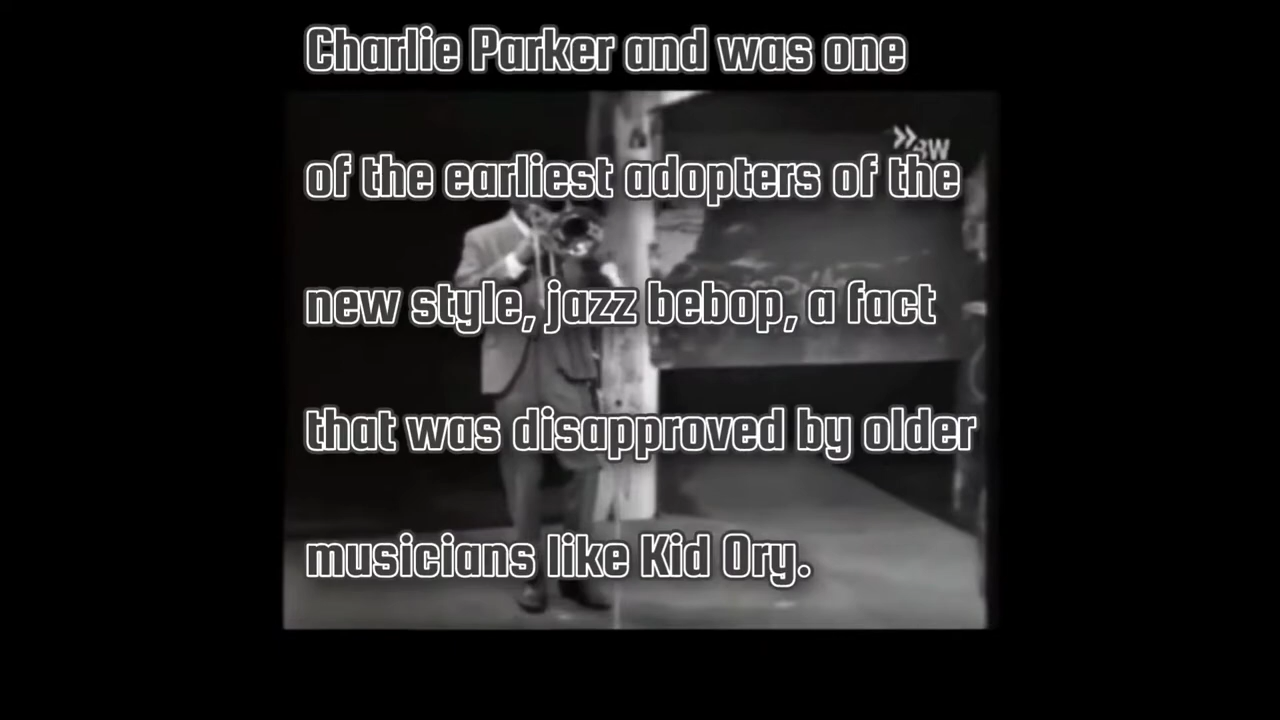 Charlie Parker and was one
of the earliest adopters of the
new style, jazz bebop, a fact
that was disapproved by older
musicians like Kid Ory.